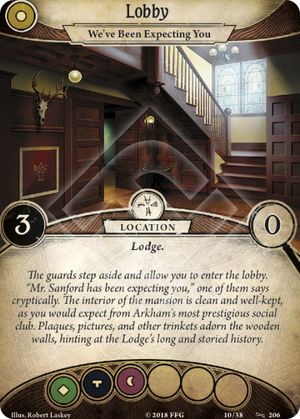 Lobby
We've Been Expecting You
3
LOCATION
0
Lodge.
The guards step aside and allow you to enter the lobby.
"Mr. Sanford has been expecting you," one of them says
cryptically. The interior of the mansion is clean and well-kept,
as you would expect from Arkham's most prestigious social
club. Plaques, pictures, and other trinkets adorn the wooden
walls, hinting at the Lodge's long and storied history.
Illus. Robert Laskey © 2018 FFG 10/38 206